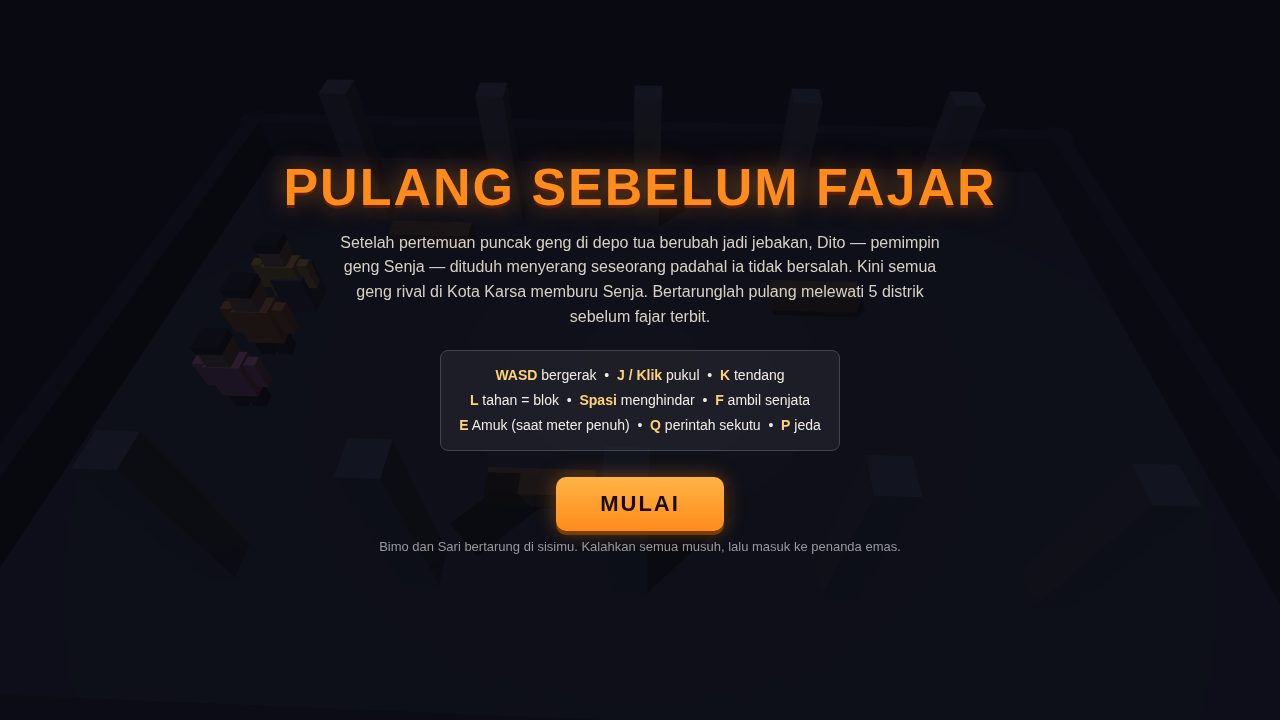 PULANG SEBELUM FAJAR
Setelah pertemuan puncak geng di depo tua berubah jadi jebakan, Dito — pemimpin
geng Senja — dituduh menyerang seseorang padahal ia tidak bersalah. Kini semua
geng rival di Kota Karsa memburu Senja. Bertarunglah pulang melewati 5 distrik
sebelum fajar terbit.
WASD bergerak • J / Klik pukul • K tendang
L tahan = blok • Spasi menghindar • F ambil senjata
E Amuk (saat meter penuh) • Q perintah sekutu • P jeda
MULAI
Bimo dan Sari bertarung di sisimu. Kalahkan semua musuh, lalu masuk ke penanda emas.